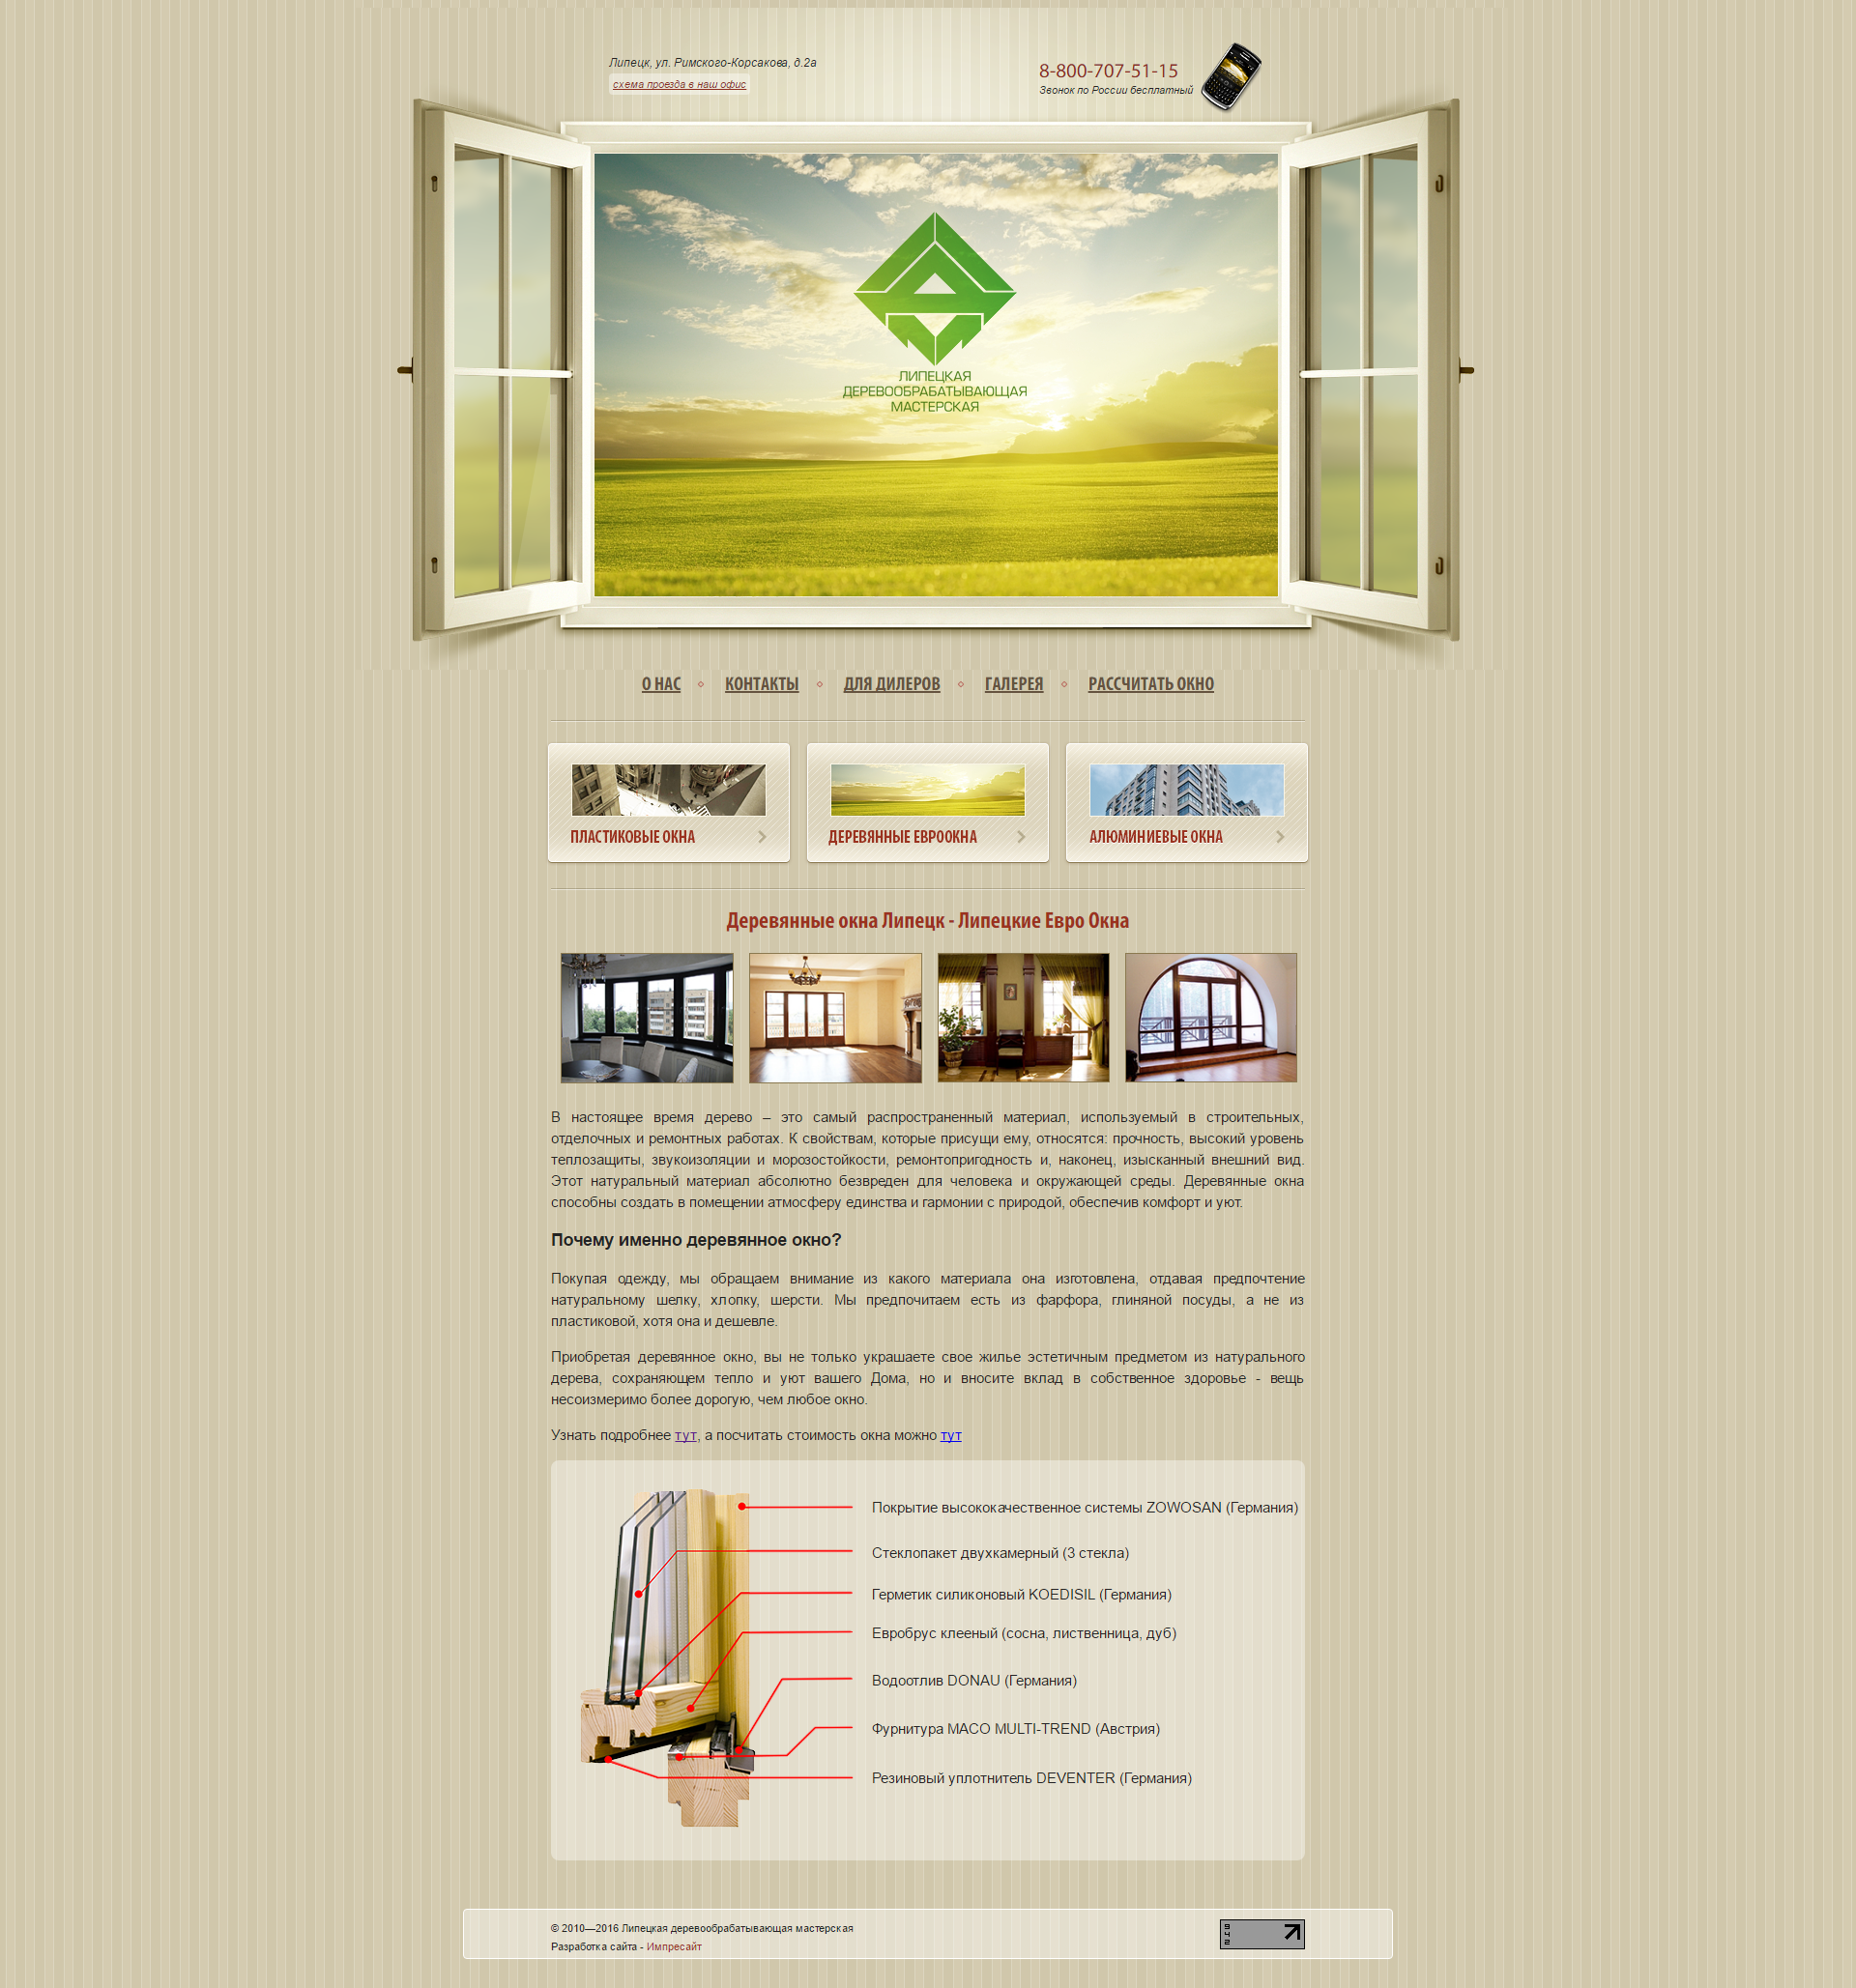 Липецк, ул. Римского-Корсакова, д.2а
схема проезда в наш офис
8-800-707-51-15
Звонок по России бесплатный
ЛИПЕЦКАЯ
ДЕРЕВООБРАБАТЫВАЮЩАЯ
МАСТЕРСКАЯ
О НАС КОНТАКТЫ ДЛЯ ДИЛЕРОВ ГАЛЕРЕЯ РАССЧИТАТЬ ОКНО
ПЛАСТИКОВЫЕ ОКНА ДЕРЕВЯННЫЕ ЕВРООКНА АЛЮМИНИЕВЫЕ ОКНА
Деревянные окна Липецк - Липецкие Евро Окна
В настоящее время дерево – это самый распространенный материал, используемый в строительных,
отделочных и ремонтных работах. К свойствам, которые присущи ему, относятся: прочность, высокий уровень
теплозащиты, звукоизоляции и морозостойкости, ремонтопригодность и, наконец, изысканный внешний вид.
Этот натуральный материал абсолютно безвреден для человека и окружающей среды. Деревянные окна
способны создать в помещении атмосферу единства и гармонии с природой, обеспечив комфорт и уют.
Почему именно деревянное окно?
Покупая одежду, мы обращаем внимание из какого материала она изготовлена, отдавая предпочтение
натуральному шелку, хлопку, шерсти. Мы предпочитаем есть из фарфора, глиняной посуды, а не из
пластиковой, хотя она и дешевле.
Приобретая деревянное окно, вы не только украшаете свое жилье эстетичным предметом из натурального
дерева, сохраняющем тепло и уют вашего Дома, но и вносите вклад в собственное здоровье - вещь
несоизмеримо более дорогую, чем любое окно.
Узнать подробнее тут, а посчитать стоимость окна можно тут
Покрытие высококачественное системы ZOWOSAN (Германия)
Стеклопакет двухкамерный (3 стекла)
Герметик силиконовый KOEDISIL (Германия)
Евробрус клееный (сосна, лиственница, дуб)
Водоотлив DONAU (Германия)
Фурнитура MACO MULTI-TREND (Австрия)
Резиновый уплотнитель DEVENTER (Германия)
© 2010—2016 Липецкая деревообрабатывающая мастерская
Разработка сайта - Импресайт
942